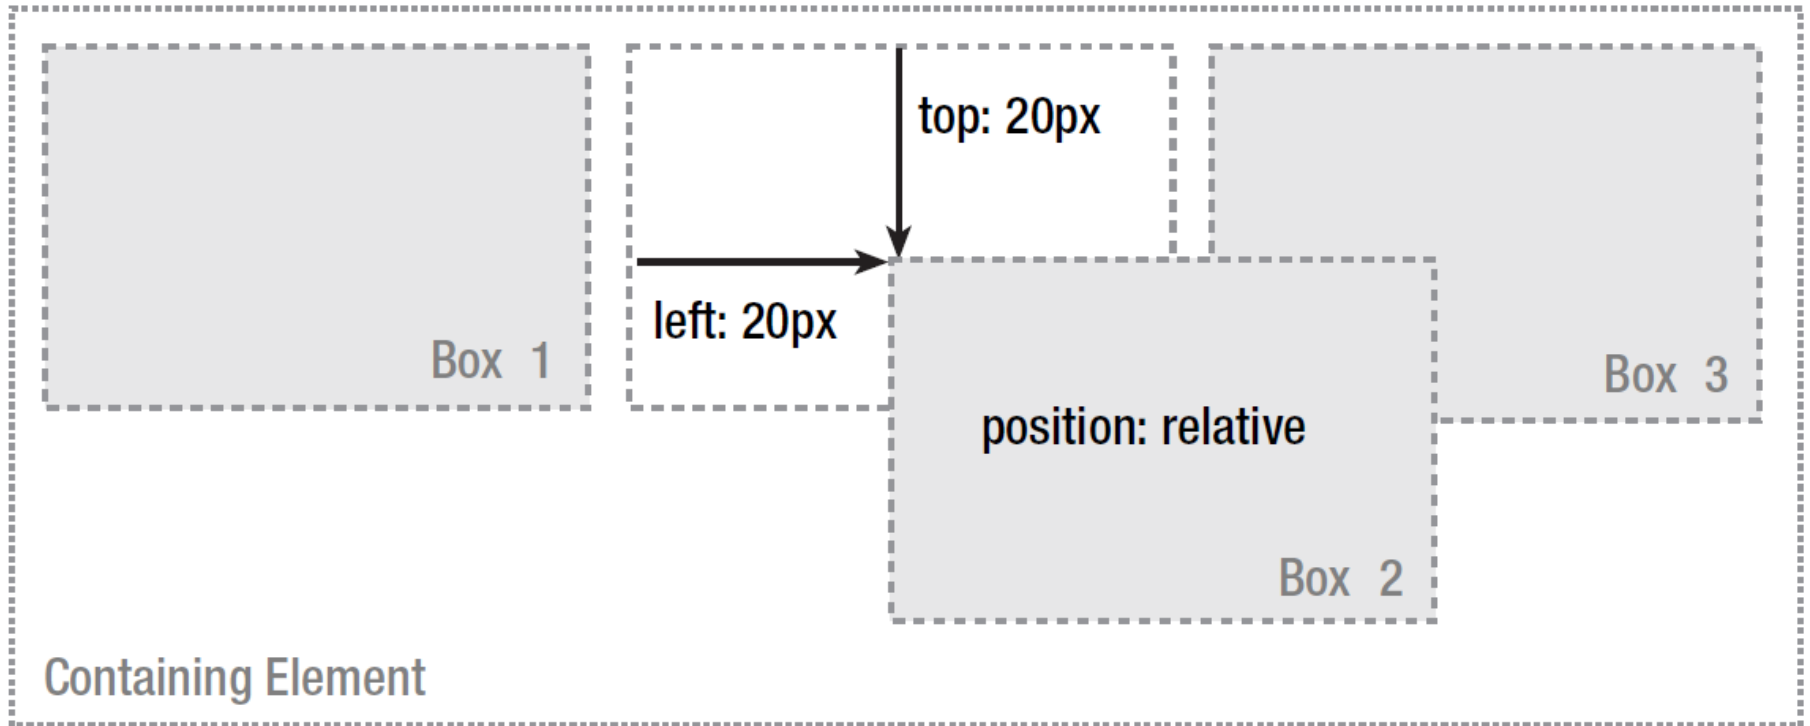 top: 20px
left: 20px
Box 1
Box 3
position: relative
Box 2
Containing Element